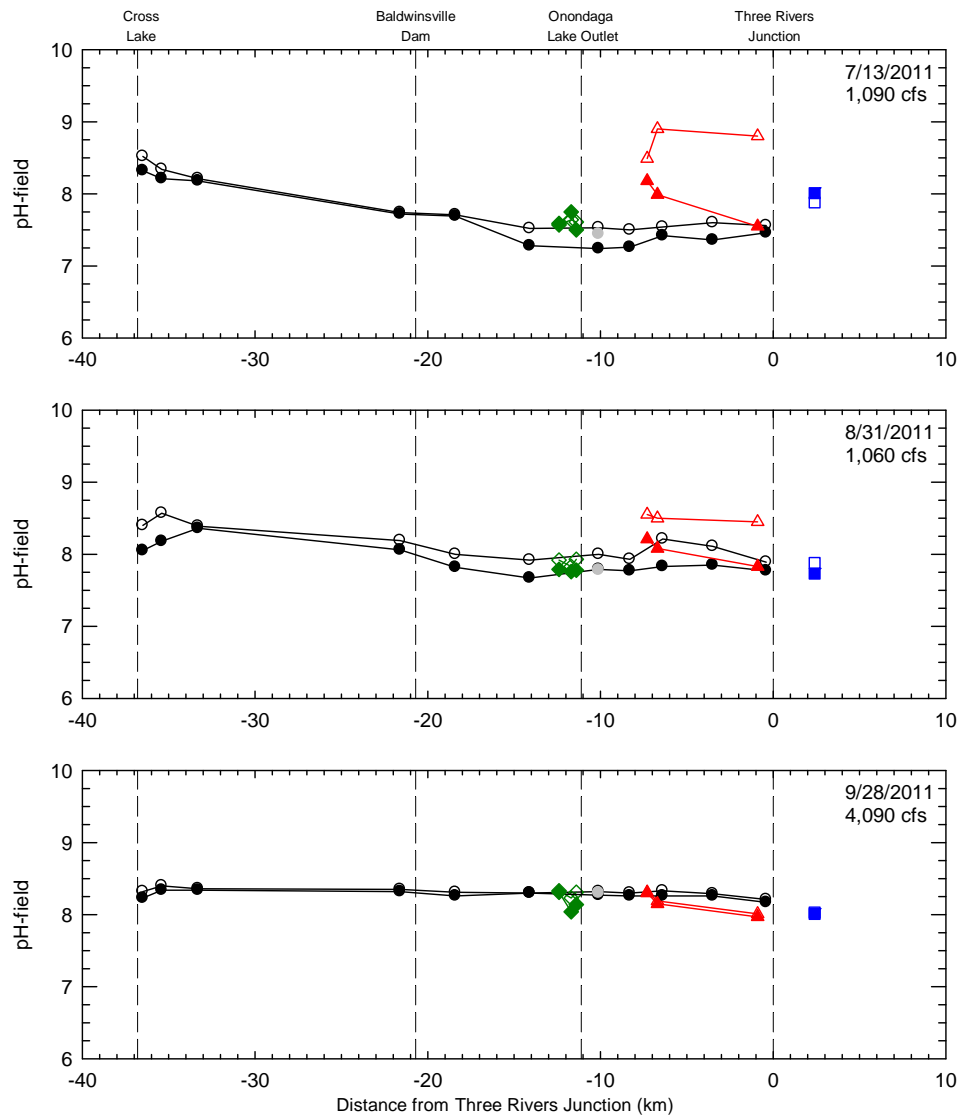 Cross Baldwinsville Onondaga Three Rivers
Lake Dam Lake Outlet Junction
10
7/13/2011
1,090 cfs
9
pH-field
8
7
6
-40 -30 -20 -10 0 10
10
8/31/2011
1,060 cfs
9
pH-field
8
7
6
-40 -30 -20 -10 0 10
10
9/28/2011
4,090 cfs
9
pH-field
8
7
6
-40 -30 -20 -10 0 10
Distance from Three Rivers Junction (km)